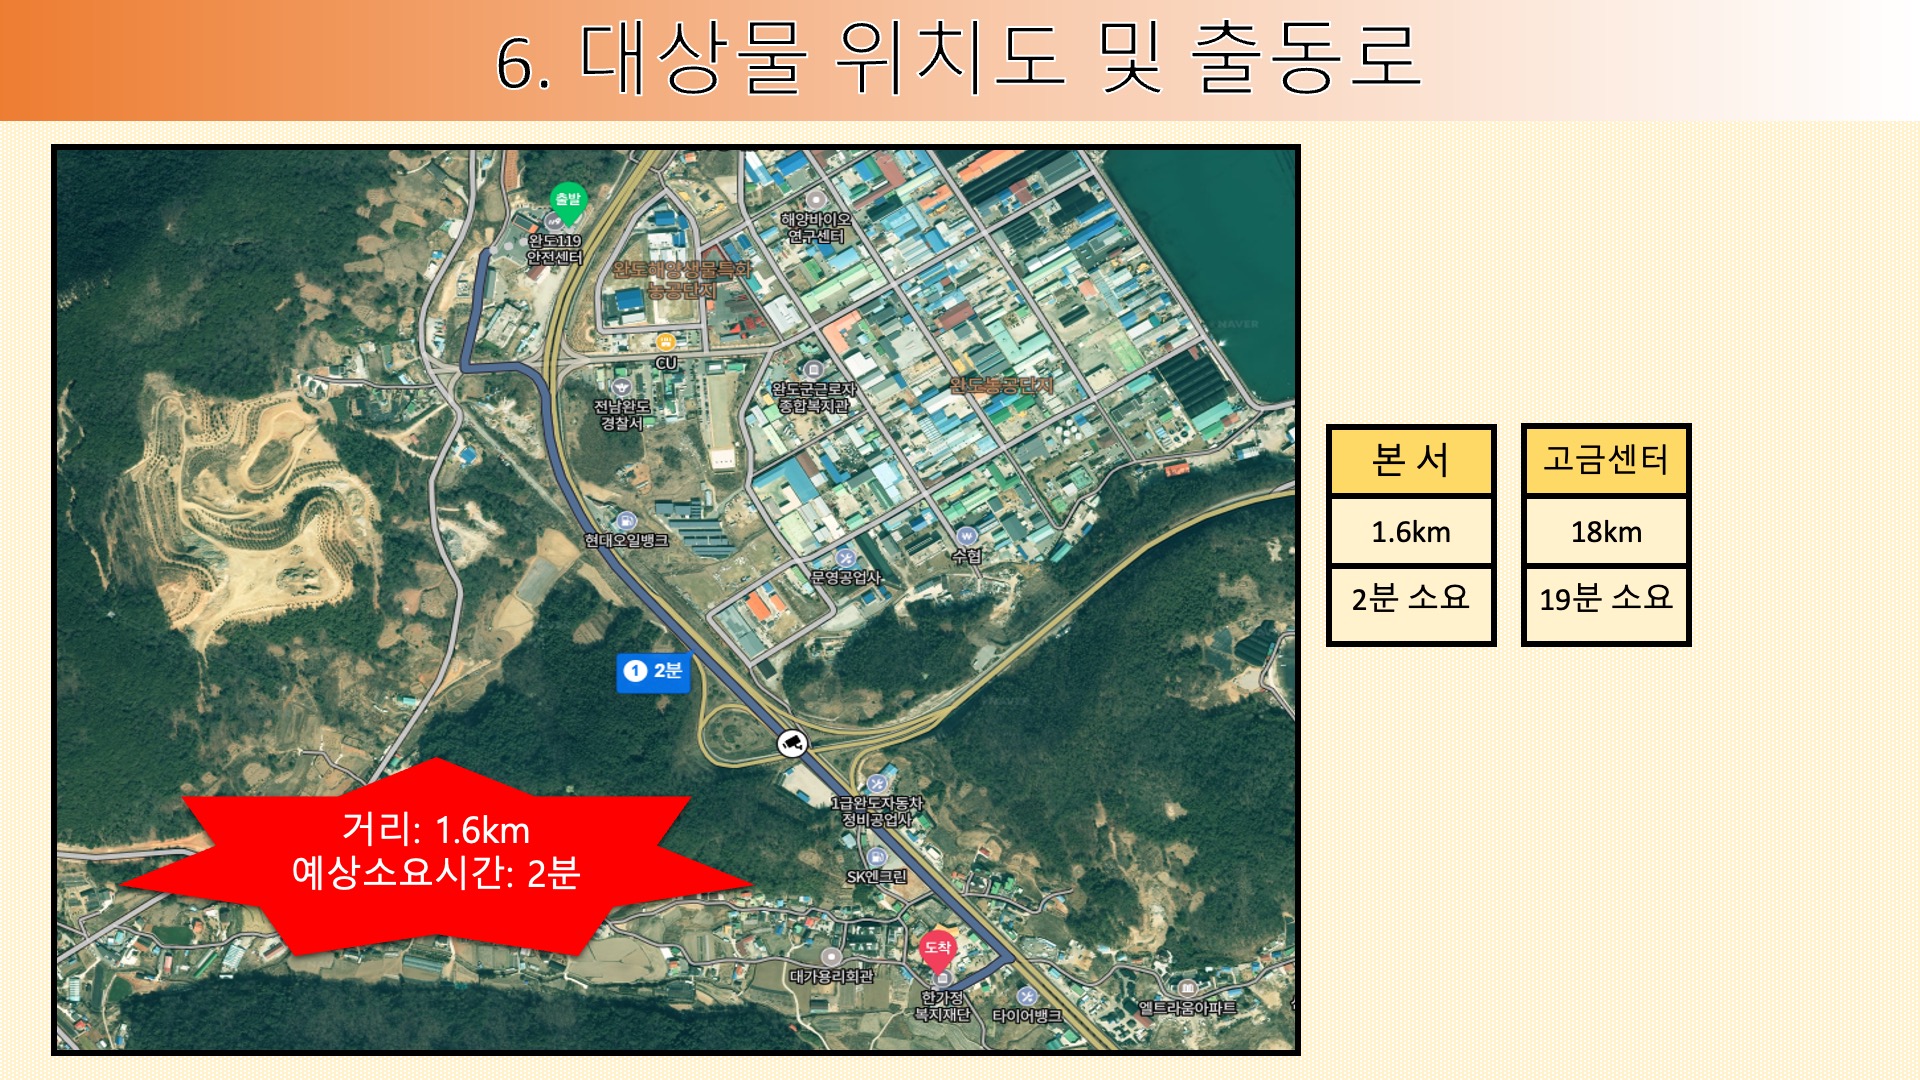 6. 대상물 위치도 및 출동로
출발
완도119
안전센터
해양바이오
연구센터
완도해양생물특화
농공단지
NAVER
CU
전남완도
경찰서
완도군근로자
종합복지관
완도농공단지
현대오일뱅크
문영공업사
수협
1 2분
NAVER
1급완도자동차
정비공업사
SK엔크린
거리: 1.6km
예상소요시간: 2분
도착
대가용리회관
한가정
복지재단
타이어뱅크
엘트라움아파트
본 서
1.6km
2분 소요
고금센터
18km
19분 소요